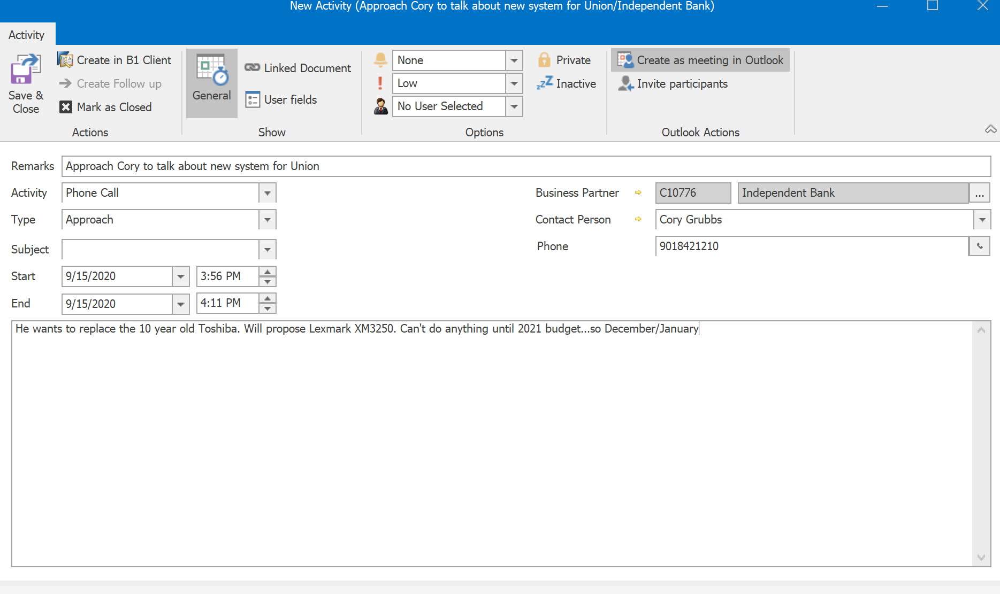 New Activity (Approach Cory to talk about new system for Union/Independent Bank)
Activity
Save & Close
Create in B1 Client
Create Follow up
Mark as Closed
Actions
General
Linked Document
User fields
Show
None
Low
No User Selected
Private
Inactive
Options
Create as meeting in Outlook
Invite participants
Outlook Actions
Remarks Approach Cory to talk about new system for Union
Activity Phone Call
Business Partner C10776 Independent Bank ...
Type Approach
Contact Person Cory Grubbs
Subject
Phone 9018421210
Start 9/15/2020 3:56 PM
End 9/15/2020 4:11 PM
He wants to replace the 10 year old Toshiba. Will propose Lexmark XM3250. Can't do anything until 2021 budget...so December/January